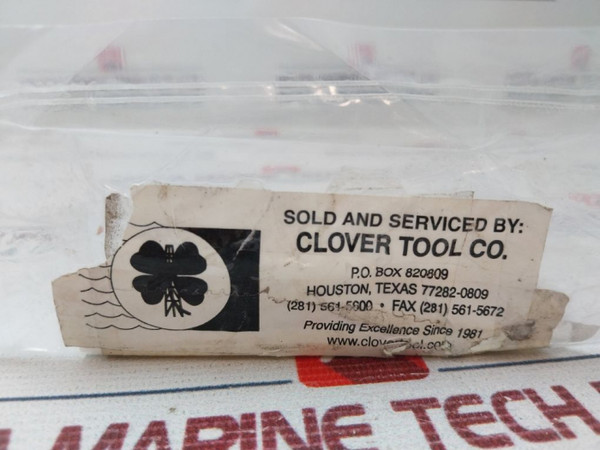 SOLD AND SERVICED BY:
CLOVER TOOL CO.
P.O. BOX 820809
HOUSTON, TEXAS 77282-0809
(281) 561-5600 • FAX (281) 561-5672
Providing Excellence Since 1981
MARINE TECH